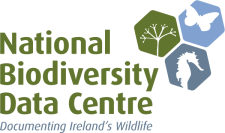 National
Biodiversity
Data Centre
Documenting Ireland's Wildlife